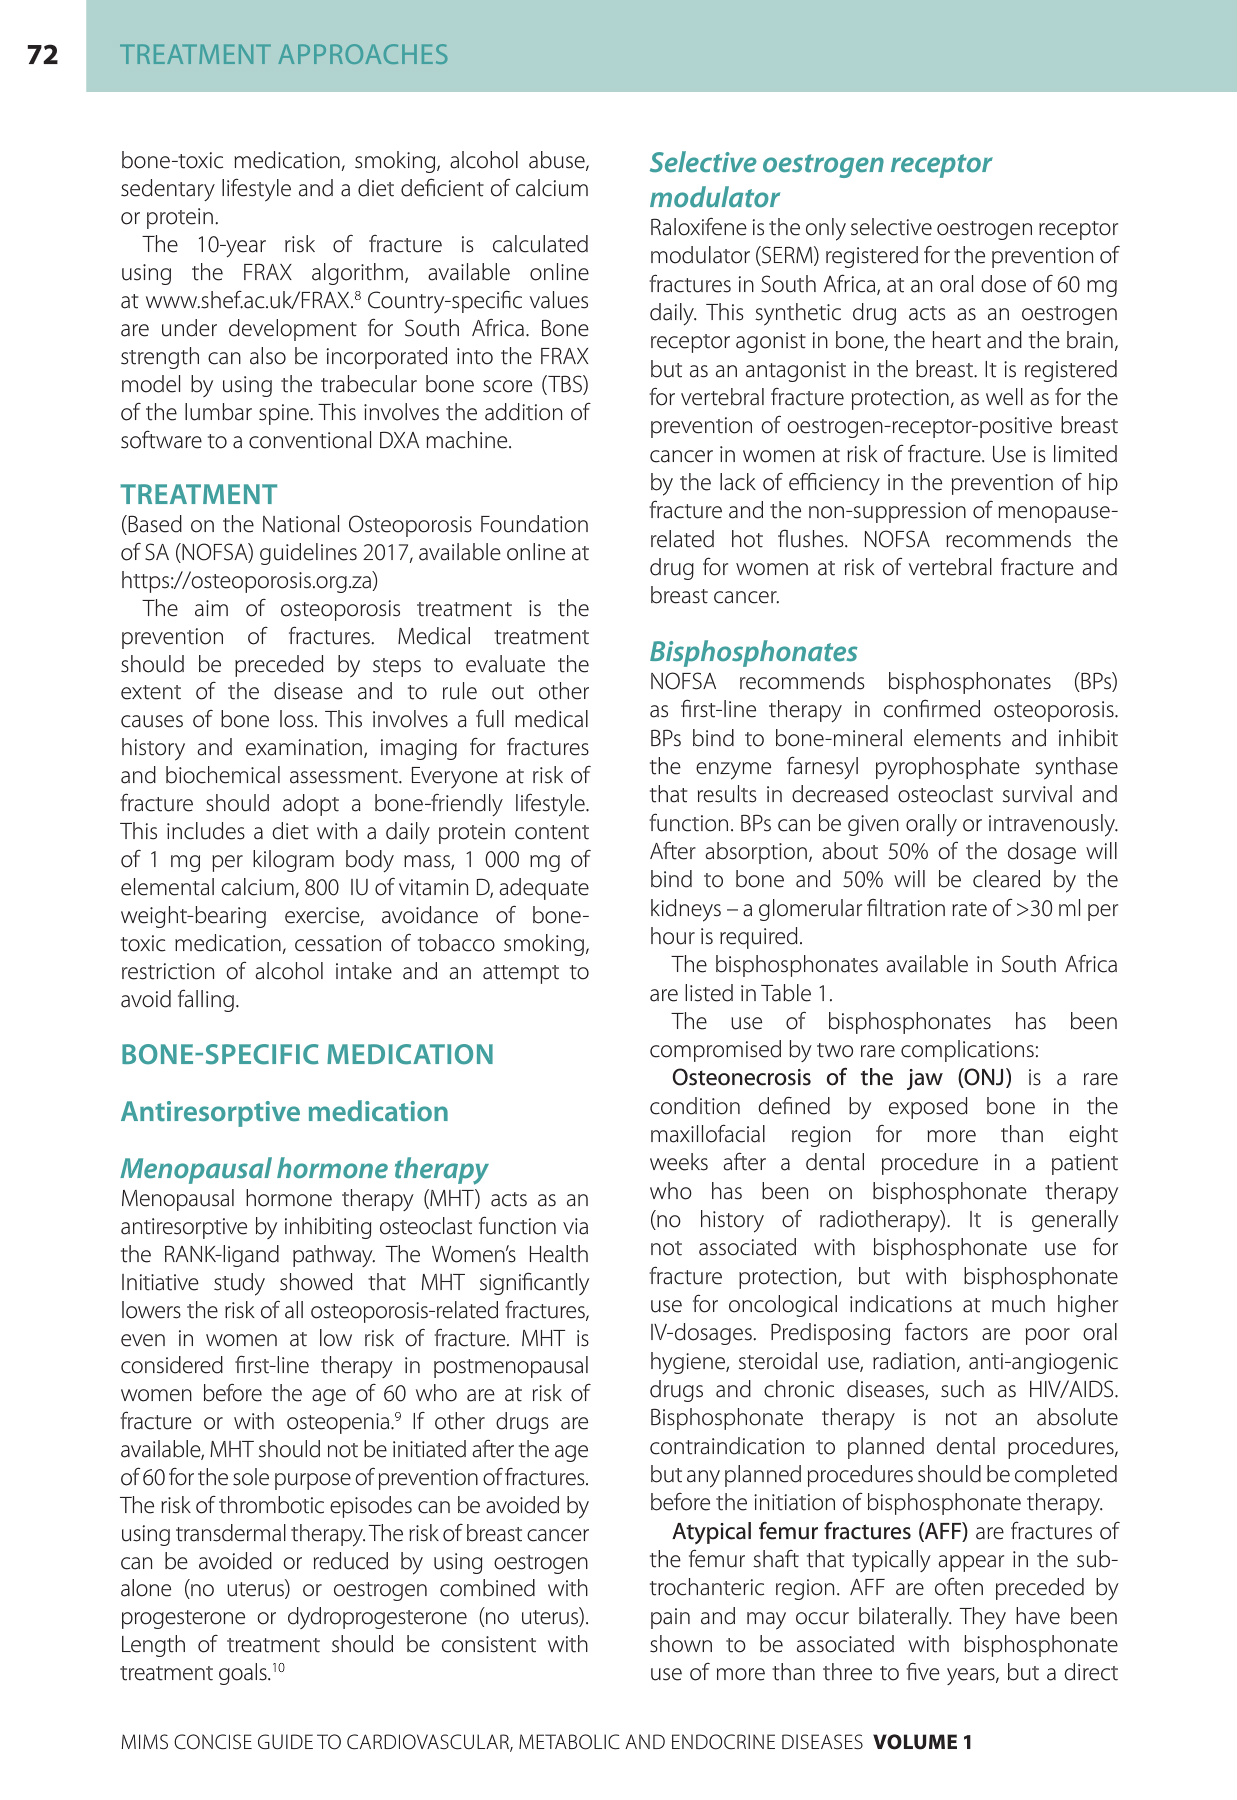 72
TREATMENT APPROACHES
bone-toxic medication, smoking, alcohol abuse,
sedentary lifestyle and a diet deficient of calcium
or protein.
The 10-year risk of fracture is calculated
using the FRAX algorithm, available online
at www.shef.ac.uk/FRAX.⁸ Country-specific values
are under development for South Africa. Bone
strength can also be incorporated into the FRAX
model by using the trabecular bone score (TBS)
of the lumbar spine. This involves the addition of
software to a conventional DXA machine.
TREATMENT
(Based on the National Osteoporosis Foundation
of SA (NOFSA) guidelines 2017, available online at
https://osteoporosis.org.za)
The aim of osteoporosis treatment is the
prevention of fractures. Medical treatment
should be preceded by steps to evaluate the
extent of the disease and to rule out other
causes of bone loss. This involves a full medical
history and examination, imaging for fractures
and biochemical assessment. Everyone at risk of
fracture should adopt a bone-friendly lifestyle.
This includes a diet with a daily protein content
of 1 mg per kilogram body mass, 1 000 mg of
elemental calcium, 800 IU of vitamin D, adequate
weight-bearing exercise, avoidance of bone-
toxic medication, cessation of tobacco smoking,
restriction of alcohol intake and an attempt to
avoid falling.
BONE-SPECIFIC MEDICATION
Antiresorptive medication
Menopausal hormone therapy
Menopausal hormone therapy (MHT) acts as an
antiresorptive by inhibiting osteoclast function via
the RANK-ligand pathway. The Women’s Health
Initiative study showed that MHT significantly
lowers the risk of all osteoporosis-related fractures,
even in women at low risk of fracture. MHT is
considered first-line therapy in postmenopausal
women before the age of 60 who are at risk of
fracture or with osteopenia.⁹ If other drugs are
available, MHT should not be initiated after the age
of 60 for the sole purpose of prevention of fractures.
The risk of thrombotic episodes can be avoided by
using transdermal therapy. The risk of breast cancer
can be avoided or reduced by using oestrogen
alone (no uterus) or oestrogen combined with
progesterone or dydroprogesterone (no uterus).
Length of treatment should be consistent with
treatment goals.¹⁰
Selective oestrogen receptor
modulator
Raloxifene is the only selective oestrogen receptor
modulator (SERM) registered for the prevention of
fractures in South Africa, at an oral dose of 60 mg
daily. This synthetic drug acts as an oestrogen
receptor agonist in bone, the heart and the brain,
but as an antagonist in the breast. It is registered
for vertebral fracture protection, as well as for the
prevention of oestrogen-receptor-positive breast
cancer in women at risk of fracture. Use is limited
by the lack of efficiency in the prevention of hip
fracture and the non-suppression of menopause-
related hot flushes. NOFSA recommends the
drug for women at risk of vertebral fracture and
breast cancer.
Bisphosphonates
NOFSA recommends bisphosphonates (BPs)
as first-line therapy in confirmed osteoporosis.
BPs bind to bone-mineral elements and inhibit
the enzyme farnesyl pyrophosphate synthase
that results in decreased osteoclast survival and
function. BPs can be given orally or intravenously.
After absorption, about 50% of the dosage will
bind to bone and 50% will be cleared by the
kidneys – a glomerular filtration rate of >30 ml per
hour is required.
The bisphosphonates available in South Africa
are listed in Table 1.
The use of bisphosphonates has been
compromised by two rare complications:
Osteonecrosis of the jaw (ONJ) is a rare
condition defined by exposed bone in the
maxillofacial region for more than eight
weeks after a dental procedure in a patient
who has been on bisphosphonate therapy
(no history of radiotherapy). It is generally
not associated with bisphosphonate use for
fracture protection, but with bisphosphonate
use for oncological indications at much higher
IV-dosages. Predisposing factors are poor oral
hygiene, steroidal use, radiation, anti-angiogenic
drugs and chronic diseases, such as HIV/AIDS.
Bisphosphonate therapy is not an absolute
contraindication to planned dental procedures,
but any planned procedures should be completed
before the initiation of bisphosphonate therapy.
Atypical femur fractures (AFF) are fractures of
the femur shaft that typically appear in the sub-
trochanteric region. AFF are often preceded by
pain and may occur bilaterally. They have been
shown to be associated with bisphosphonate
use of more than three to five years, but a direct
MIMS CONCISE GUIDE TO CARDIOVASCULAR, METABOLIC AND ENDOCRINE DISEASES VOLUME 1